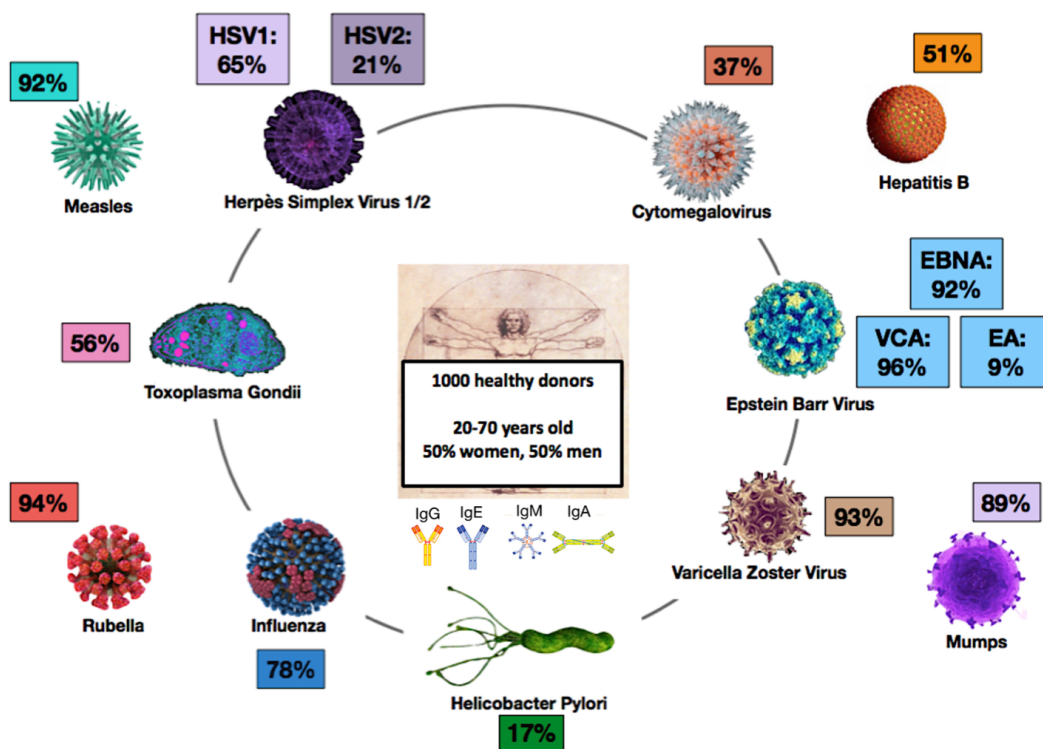 HSV1:
65%
HSV2:
21%
92%
Measles
Herpès Simplex Virus 1/2
37%
Cytomegalovirus
51%
Hepatitis B
56%
Toxoplasma Gondii
EBNA:
92%
VCA:
96%
EA:
9%
Epstein Barr Virus
1000 healthy donors
20-70 years old
50% women, 50% men
IgG
IgE
IgM
IgA
94%
Rubella
Influenza
78%
Helicobacter Pylori
17%
93%
Varicella Zoster Virus
89%
Mumps